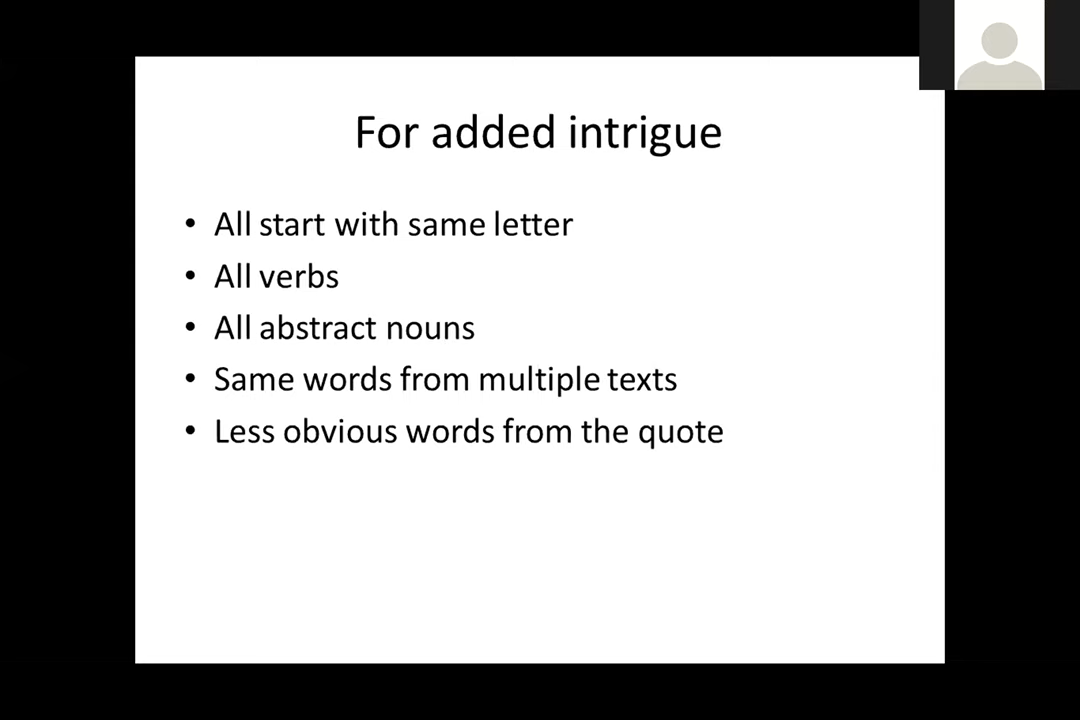 For added intrigue
• All start with same letter
• All verbs
• All abstract nouns
• Same words from multiple texts
• Less obvious words from the quote